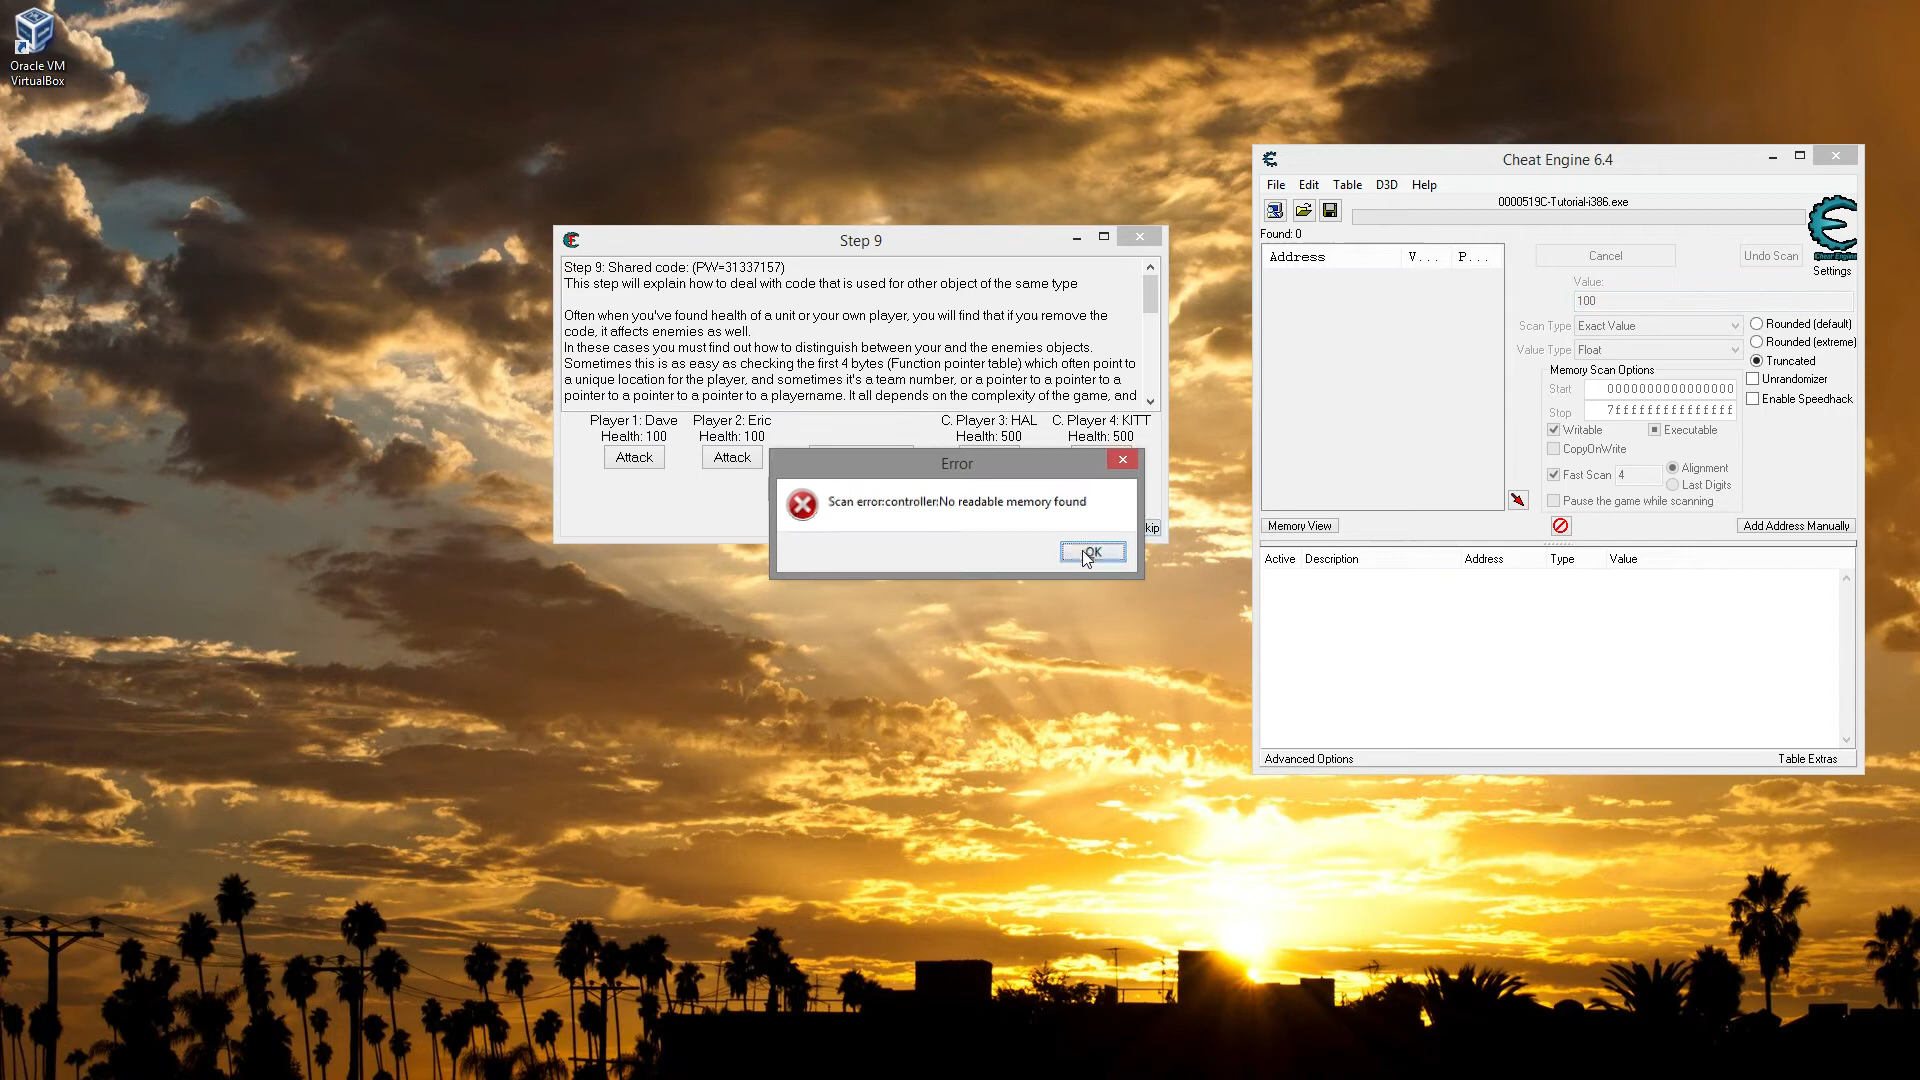 Oracle VM
VirtualBox
Step 9
Step 9: Shared code: (PW=31337157)
This step will explain how to deal with code that is used for other object of the same type
Often when you've found health of a unit or your own player, you will find that if you remove the
code, it affects enemies as well.
In these cases you must find out how to distinguish between your and the enemies objects.
Sometimes this is as easy as checking the first 4 bytes (Function pointer table) which often point to
a unique location for the player, and sometimes it's a team number, or a pointer to a pointer to a
pointer to a pointer to a pointer to a playername. It all depends on the complexity of the game, and
Player 1: Dave
Player 2: Eric
C. Player 3: HAL
C. Player 4: KITT
Health: 100
Health: 100
Health: 500
Health: 500
Attack
Attack
kip
Error
Scan error:controller:No readable memory found
OK
Cheat Engine 6.4
File Edit Table D3D Help
0000519C-Tutorial-i386.exe
Found: 0
Address V... P...
Cancel
Undo Scan
Cheat Engine
Settings
Value:
100
Scan Type Exact Value
Value Type Float
Rounded (default)
Rounded (extreme)
Truncated
Unrandomizer
Enable Speedhack
Memory Scan Options
Start 0000000000000000
Stop 7fffffffffffffff
Writable
Executable
CopyOnWrite
Fast Scan 4
Alignment
Last Digits
Pause the game while scanning
Memory View
Add Address Manually
Active Description Address Type Value
Advanced Options
Table Extras